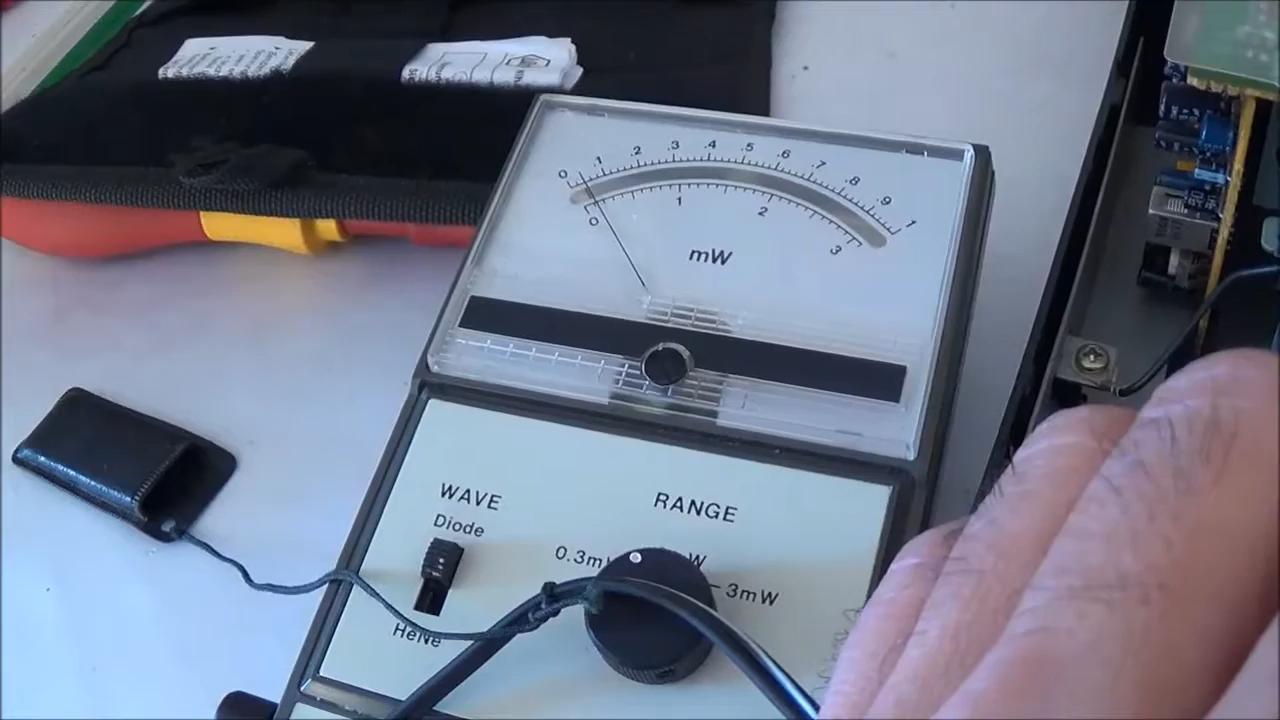 0 .1 .2 .3 .4 .5 .6 .7 .8 .9 1
0 1 2 3
mW
WAVE
Diode
HeNe
RANGE
0.3m
W
3mW